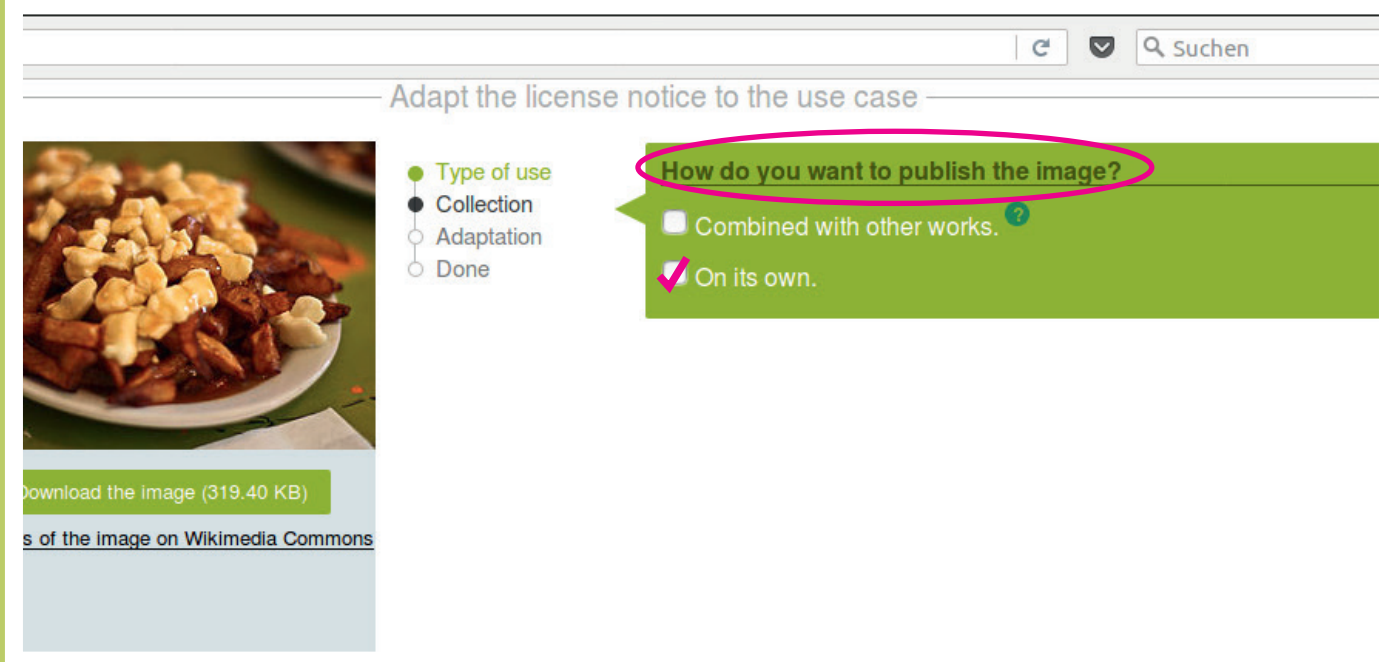 Suchen
Adapt the license notice to the use case
Type of use
Collection
Adaptation
Done
How do you want to publish the image?
Combined with other works. ?
On its own.
Download the image (319.40 KB)
s of the image on Wikimedia Commons